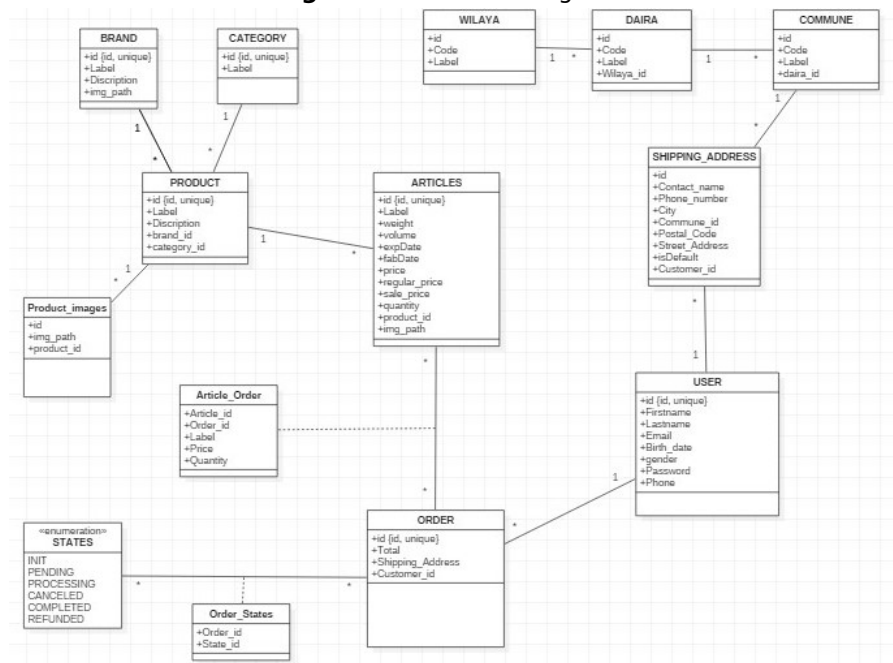 BRAND
+id {id, unique}
+Label
+Discription
+img_path
1
*
CATEGORY
+id {id, unique}
+Label
1
*
WILAYA
+id
+Code
+Label
1
*
DAIRA
+id
+Code
+Label
+Wilaya_id
1
*
COMMUNE
+id
+Code
+Label
+daira_id
1
*
SHIPPING_ADDRESS
+id
+Contact_name
+Phone_number
+City
+Commune_id
+Postal_Code
+Street_Address
+isDefault
+Customer_id
*
1
PRODUCT
+id {id, unique}
+Label
+Discription
+brand_id
+category_id
1
*
ARTICLES
+id {id, unique}
+Label
+weight
+volume
+expDate
+fabDate
+price
+regular_price
+sale_price
+quantity
+product_id
+img_path
*
*
1
*
Product_images
+id
+img_path
+product_id
Article_Order
+Article_id
+Order_id
+Label
+Price
+Quantity
USER
+id {id, unique}
+Firstname
+Lastname
+Email
+Birth_date
+gender
+Password
+Phone
1
*
ORDER
+id {id, unique}
+Total
+Shipping_Address
+Customer_id
«enumeration»
STATES
INIT
PENDING
PROCESSING
CANCELED
COMPLETED
REFUNDED
*
*
Order_States
+Order_id
+State_id